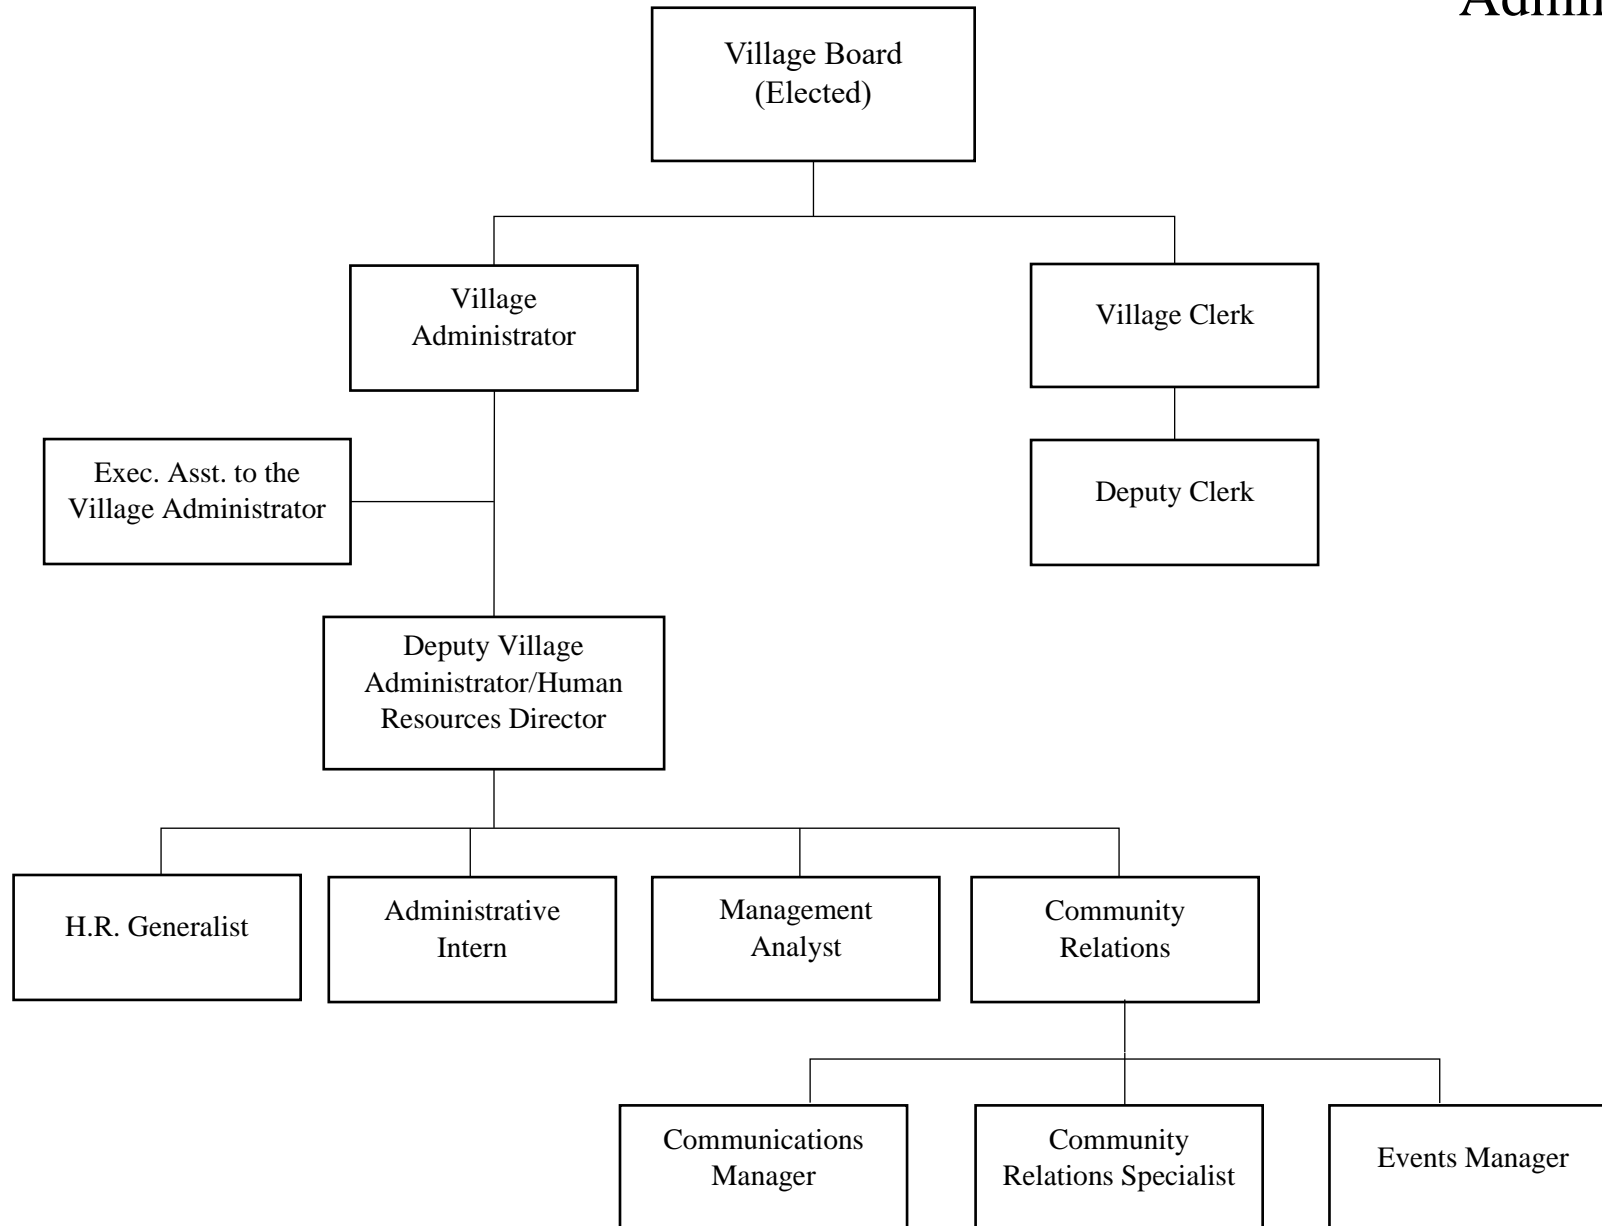 Village Board
(Elected)
Village
Administrator
Village Clerk
Exec. Asst. to the
Village Administrator
Deputy Clerk
Deputy Village
Administrator/Human
Resources Director
H.R. Generalist
Administrative
Intern
Management
Analyst
Community
Relations
Communications
Manager
Community
Relations Specialist
Events Manager